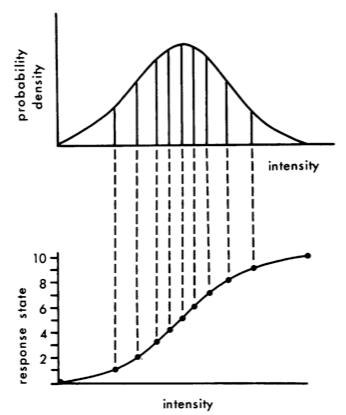 probability
density
intensity
10
8
6
4
2
response state
intensity